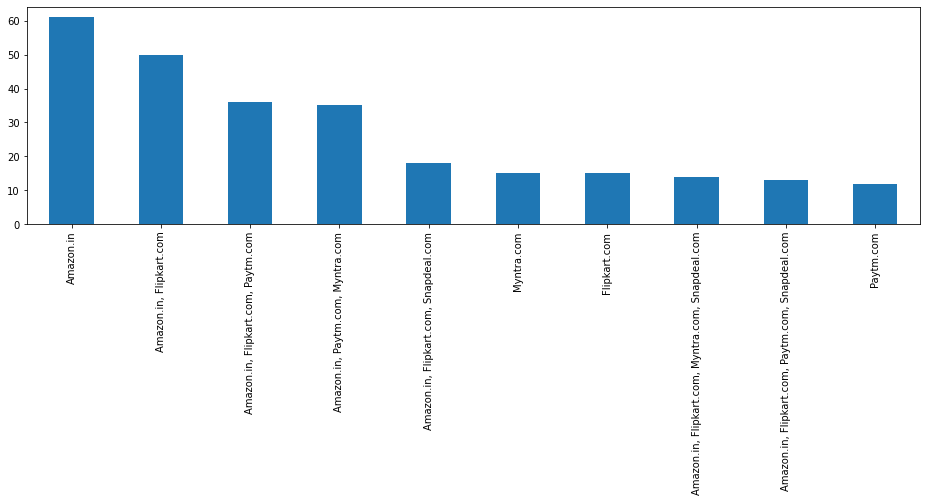 60
50
40
30
20
10
0
Amazon.in
Amazon.in, Flipkart.com
Amazon.in, Flipkart.com, Paytm.com
Amazon.in, Paytm.com, Myntra.com
Amazon.in, Flipkart.com, Snapdeal.com
Myntra.com
Flipkart.com
Amazon.in, Flipkart.com, Myntra.com, Snapdeal.com
Amazon.in, Flipkart.com, Paytm.com, Snapdeal.com
Paytm.com